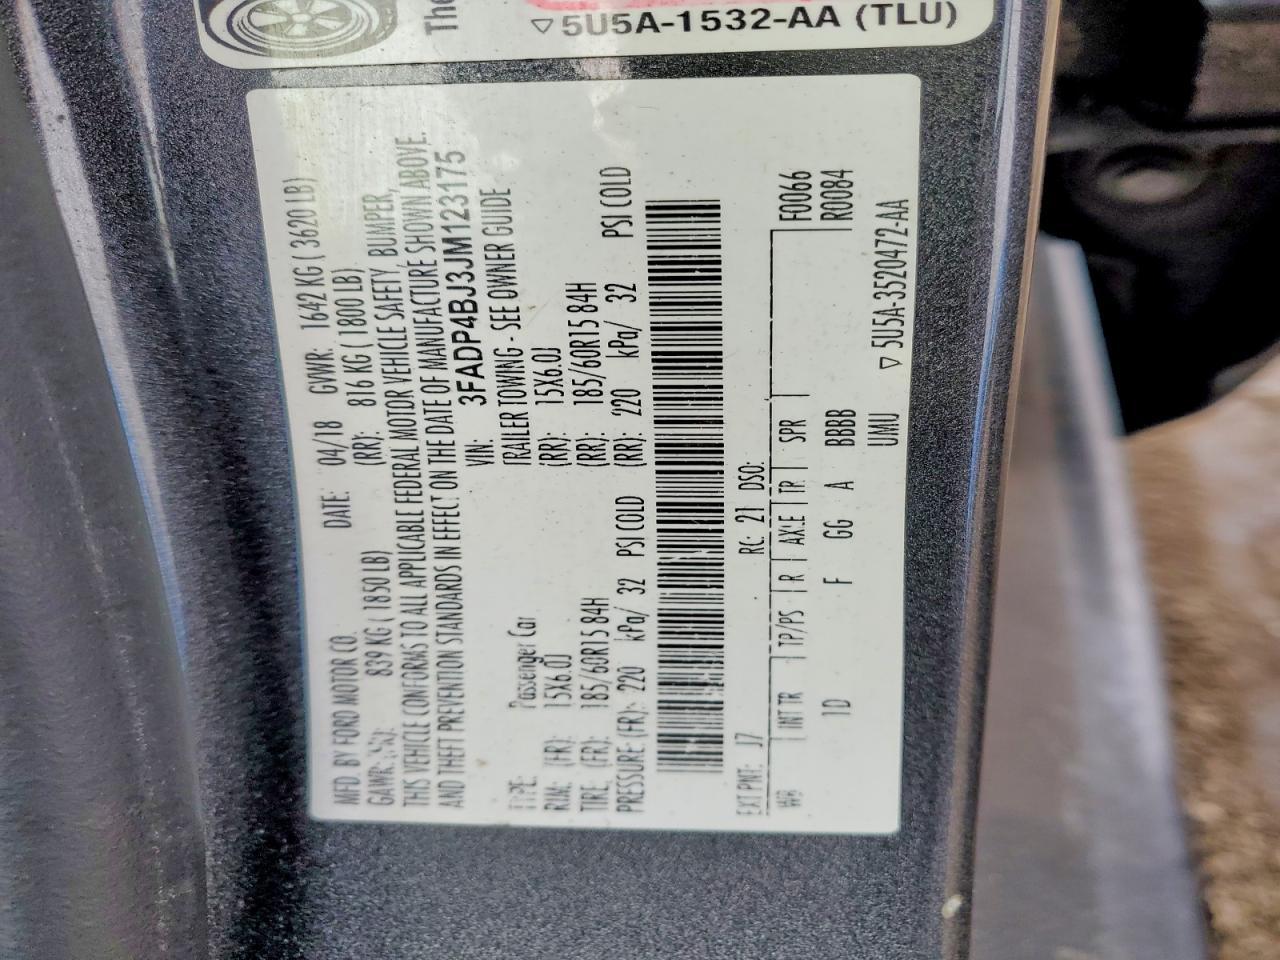 The
▽ 5U5A-1532-AA (TLU)
MFD. BY FORD MOTOR CO. DATE: 04/18 GVWR: 1642 KG ( 3620 LB)
GAWR: 839 KG ( 1850 LB) (RR): 816 KG ( 1800 LB)
THIS VEHICLE CONFORMS TO ALL APPLICABLE FEDERAL MOTOR VEHICLE SAFETY, BUMPER,
AND THEFT PREVENTION STANDARDS IN EFFECT ON THE DATE OF MANUFACTURE SHOWN ABOVE.
VIN: 3FADP4BJ3JM123175
TYPE: Passenger Car TRAILER TOWING - SEE OWNER GUIDE
RIM: (FR): 15X6.0J (RR): 15X6.0J
TIRE: (FR): 185/60R15 84H (RR): 185/60R15 84H
PRESSURE (FR): 220 kPa/ 32 PSI COLD (RR): 220 kPa/ 32 PSI COLD
EXT PNT: J7 RC: 21 DSO: F0066
WB INT TR TP/PS R AXLE TR SPR R0084
1D F GG A BBBB
UMU ▽ 5U5A-3520472-AA